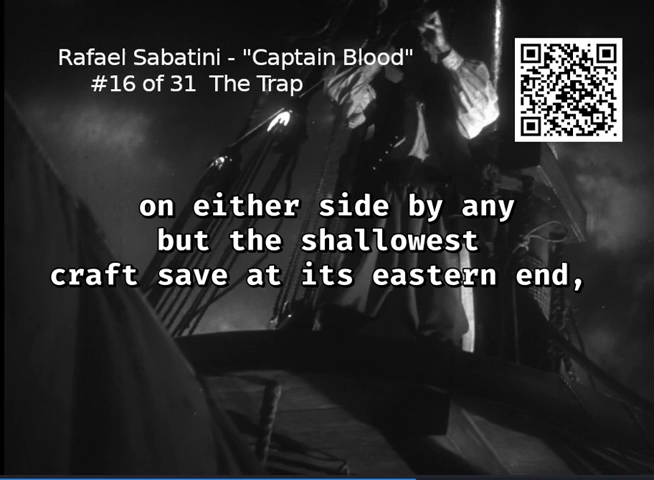 Rafael Sabatini - "Captain Blood"
#16 of 31 The Trap
on either side by any
but the shallowest
craft save at its eastern end,